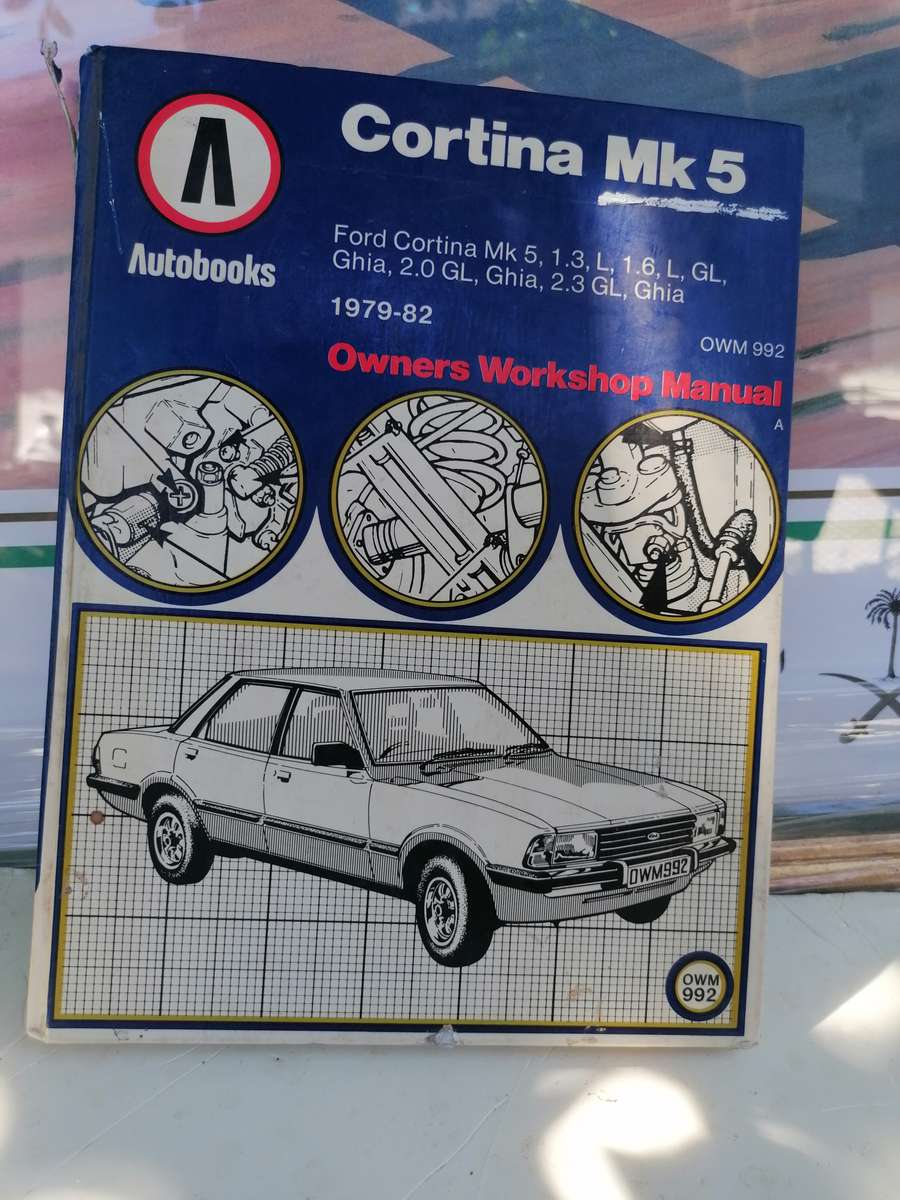 Cortina Mk 5
Autobooks
Ford Cortina Mk 5, 1.3, L, 1.6, L, GL,
Ghia, 2.0 GL, Ghia, 2.3 GL, Ghia
1979-82
OWM 992
Owners Workshop Manual
A
OWM992
OWM
992